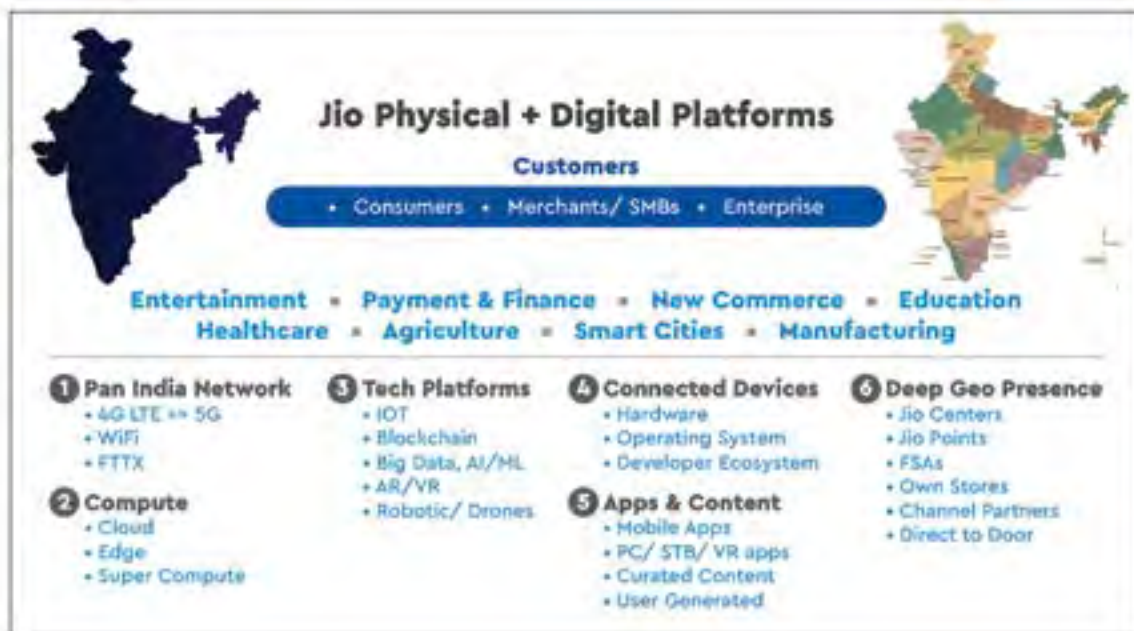 Jio Physical + Digital Platforms
Customers
• Consumers • Merchants/ SMBs • Enterprise
Entertainment • Payment & Finance • New Commerce • Education
Healthcare • Agriculture • Smart Cities • Manufacturing
1 Pan India Network
• 4G LTE >> 5G
• WiFi
• FTTX
2 Compute
• Cloud
• Edge
• Super Compute
3 Tech Platforms
• IOT
• Blockchain
• Big Data, AI/ML
• AR/VR
• Robotic/ Drones
4 Connected Devices
• Hardware
• Operating System
• Developer Ecosystem
5 Apps & Content
• Mobile Apps
• PC/ STB/ VR apps
• Curated Content
• User Generated
6 Deep Geo Presence
• Jio Centers
• Jio Points
• FSAs
• Own Stores
• Channel Partners
• Direct to Door